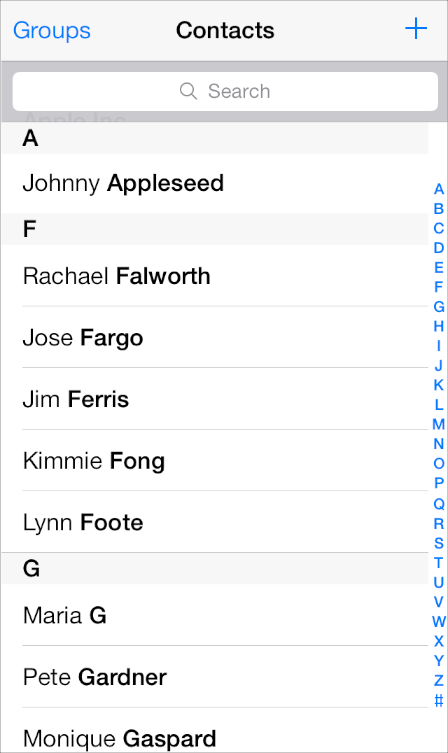 Groups Contacts +
Search
Apple Inc
A
Johnny Appleseed
F
Rachael Falworth
Jose Fargo
Jim Ferris
Kimmie Fong
Lynn Foote
G
Maria G
Pete Gardner
Monique Gaspard
A
B
C
D
E
F
G
H
I
J
K
L
M
N
O
P
Q
R
S
T
U
V
W
X
Y
Z
#